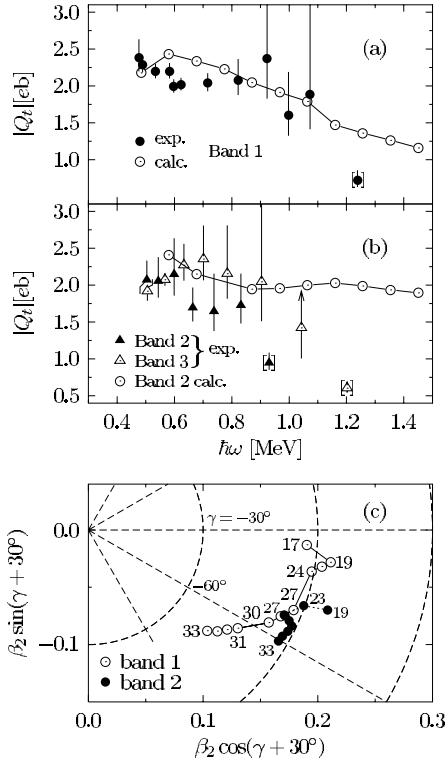 3.0
2.5
2.0
1.5
1.0
|Qt|[eb]
(a)
exp.
calc.
Band 1
3.0
2.5
2.0
1.5
1.0
0.5
|Qt|[eb]
(b)
Band 2
Band 3
} exp.
Band 2 calc.
0.4 0.6 0.8 1.0 1.2 1.4
ℏω [MeV]
(c)
0.0
−0.1
β2 sin(γ+30°)
γ=−30°
−60°
17
19
24
27
23
19
27
30
31
33
33
band 1
band 2
0.0 0.1 0.2 0.3
β2 cos(γ+30°)